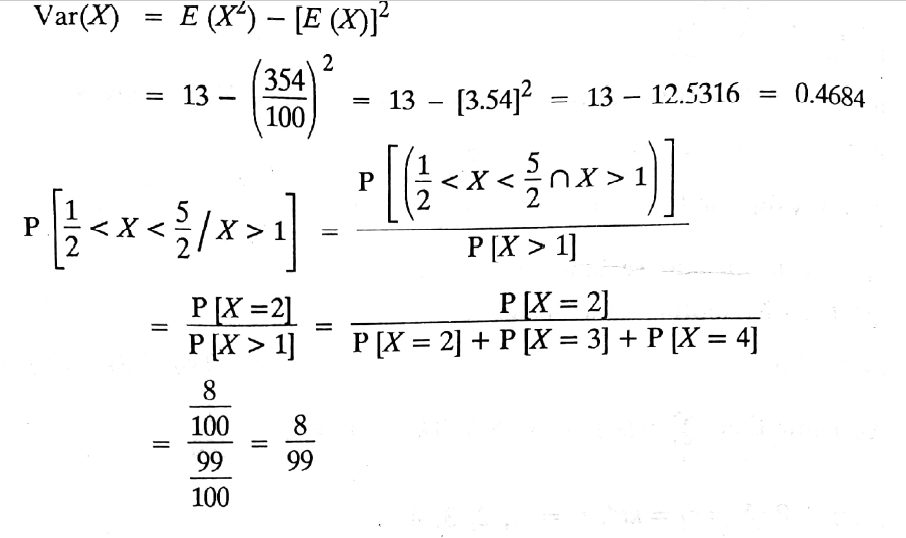 Var(X) = E (X²) – [E (X)]²
= 13 – (354/100)² = 13 – [3.54]² = 13 – 12.5316 = 0.4684
P[1/2 < X < 5/2 / X > 1] = P[(1/2 < X < 5/2 ∩ X > 1)] / P [X > 1]
= P [X =2] / P [X > 1] = P [X = 2] / P [X = 2] + P [X = 3] + P [X = 4]
= 8/100 / 99/100 = 8/99